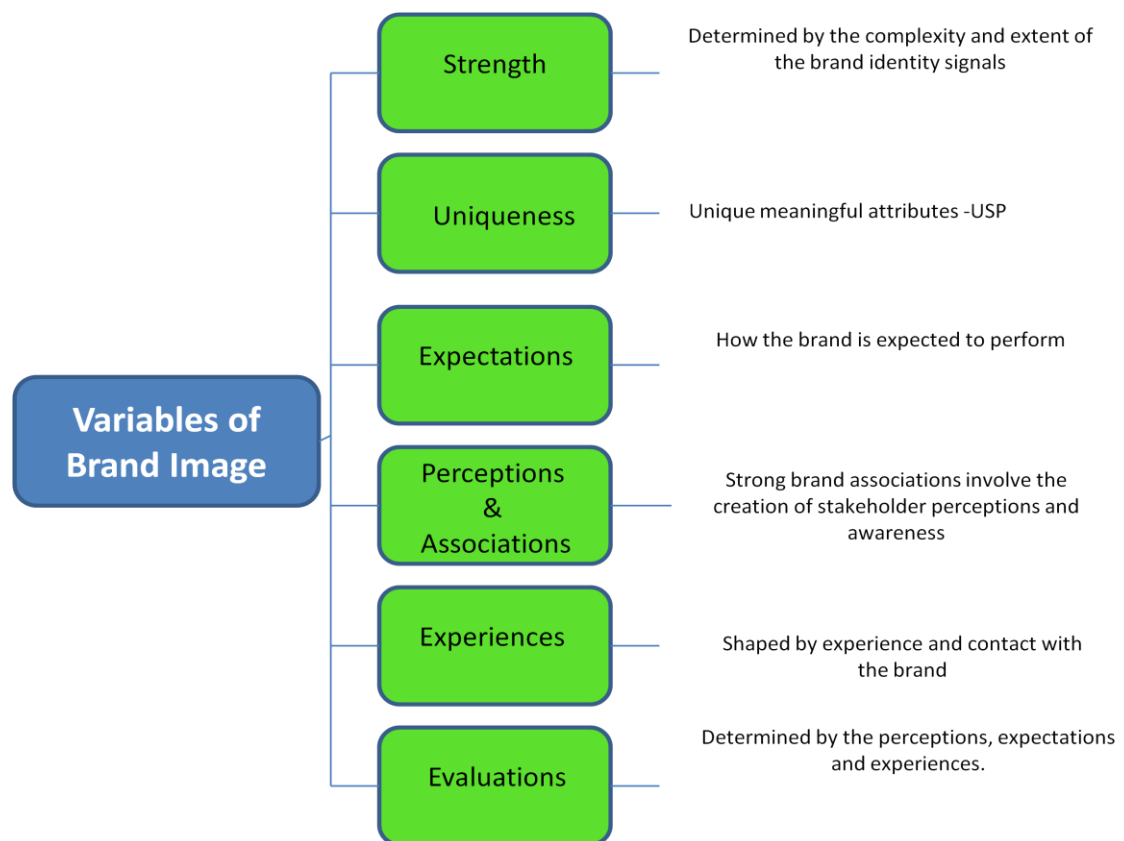 Strength
Determined by the complexity and extent of
the brand identity signals
Uniqueness
Unique meaningful attributes -USP
Expectations
How the brand is expected to perform
Variables of
Brand Image
Perceptions
&
Associations
Strong brand associations involve the
creation of stakeholder perceptions and
awareness
Experiences
Shaped by experience and contact with
the brand
Evaluations
Determined by the perceptions, expectations
and experiences.